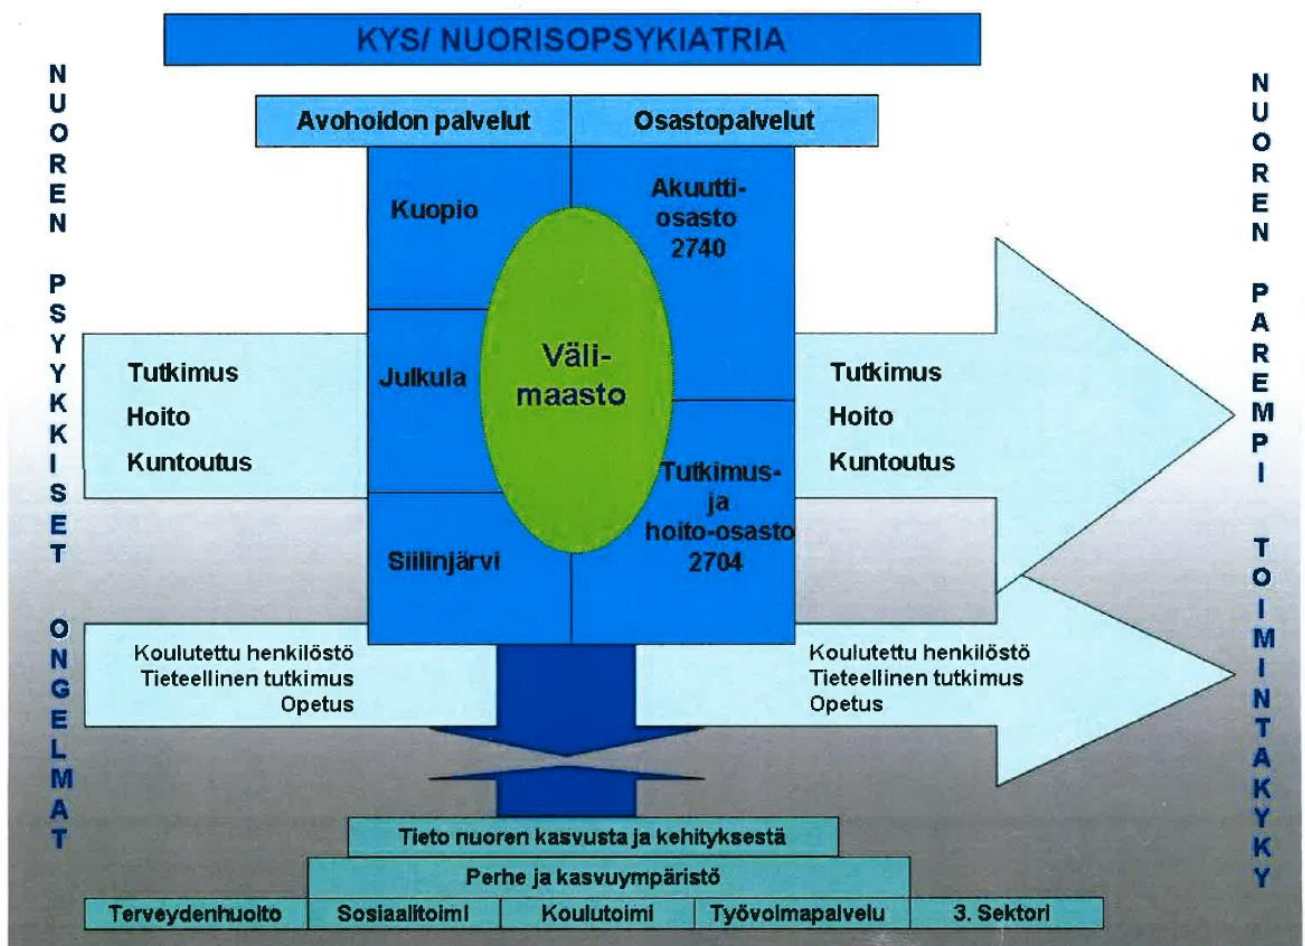 KYS/ NUORISOPSYKIATRIA
NUOREN PSYYKKISET ONGELMAT
Avohoidon palvelut
Osastopalvelut
Kuopio
Julkula
Siilinjärvi
Väli-
maasto
Akuutti-
osasto
2740
Tutkimus-
ja
hoito-osasto
2704
Tutkimus
Hoito
Kuntoutus
Tutkimus
Hoito
Kuntoutus
Koulutettu henkilöstö
Tieteellinen tutkimus
Opetus
Koulutettu henkilöstö
Tieteellinen tutkimus
Opetus
NUOREN PAREMPI TOIMINTAKYKY
Tieto nuoren kasvusta ja kehityksestä
Perhe ja kasvuympäristö
Terveydenhuolto
Sosiaalitoimi
Koulutoimi
Työvoimapalvelu
3. Sektori